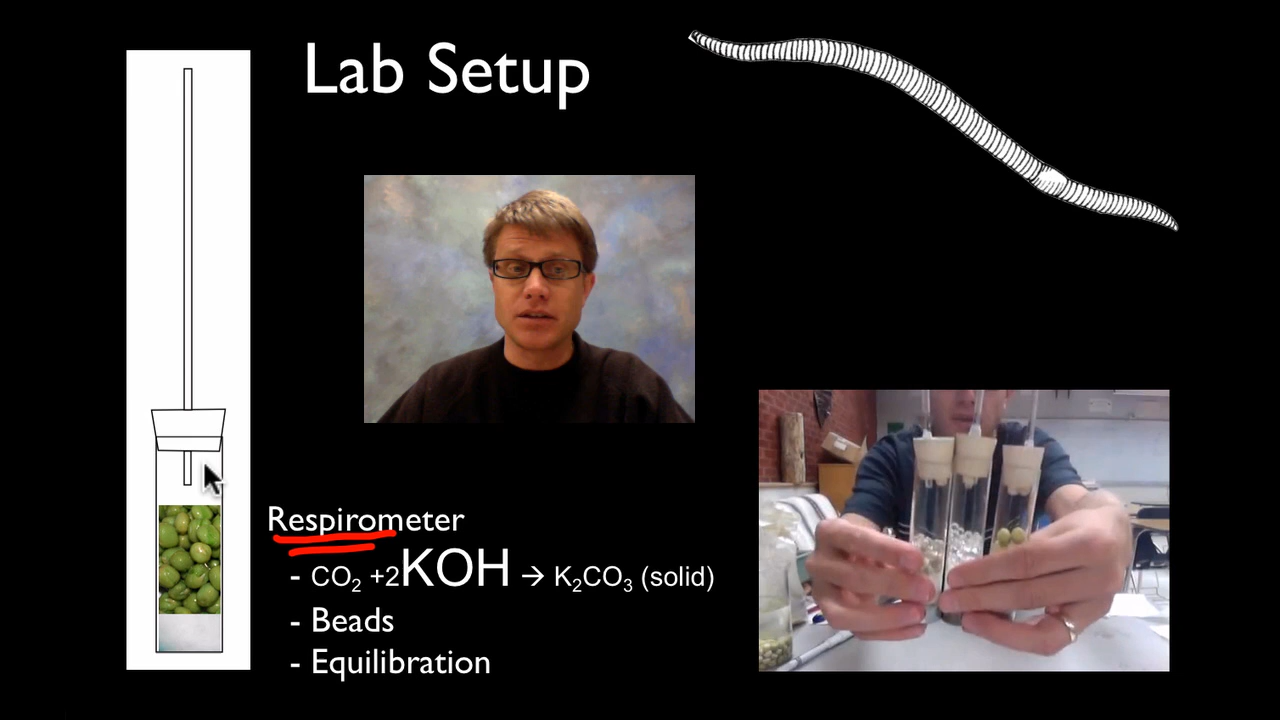 Lab Setup
Respirometer
- CO₂ +2KOH → K₂CO₃ (solid)
- Beads
- Equilibration